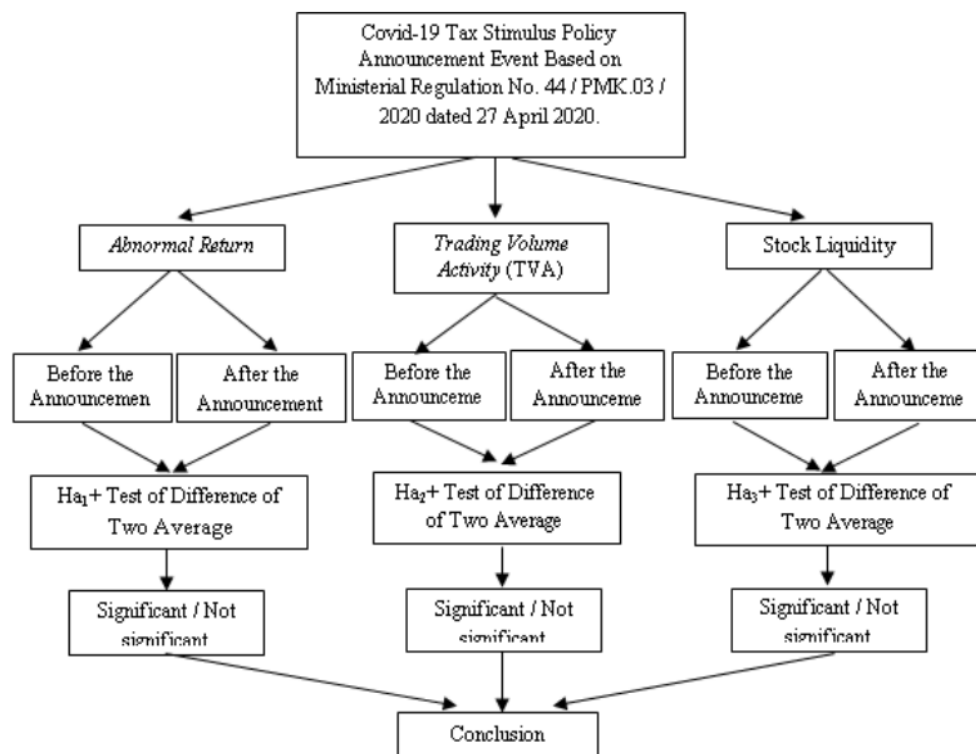 Covid-19 Tax Stimulus Policy
Announcement Event Based on
Ministerial Regulation No. 44 / PMK.03 /
2020 dated 27 April 2020.
Abnormal Return
Trading Volume
Activity (TVA)
Stock Liquidity
Before the
Announcemen
After the
Announcement
Before the
Announceme
After the
Announceme
Before the
Announceme
After the
Announceme
Ha1+ Test of Difference of
Two Average
Ha2+ Test of Difference
of Two Average
Ha3+ Test of Difference of
Two Average
Significant / Not
significant
Significant / Not
significant
Significant / Not
significant
Conclusion